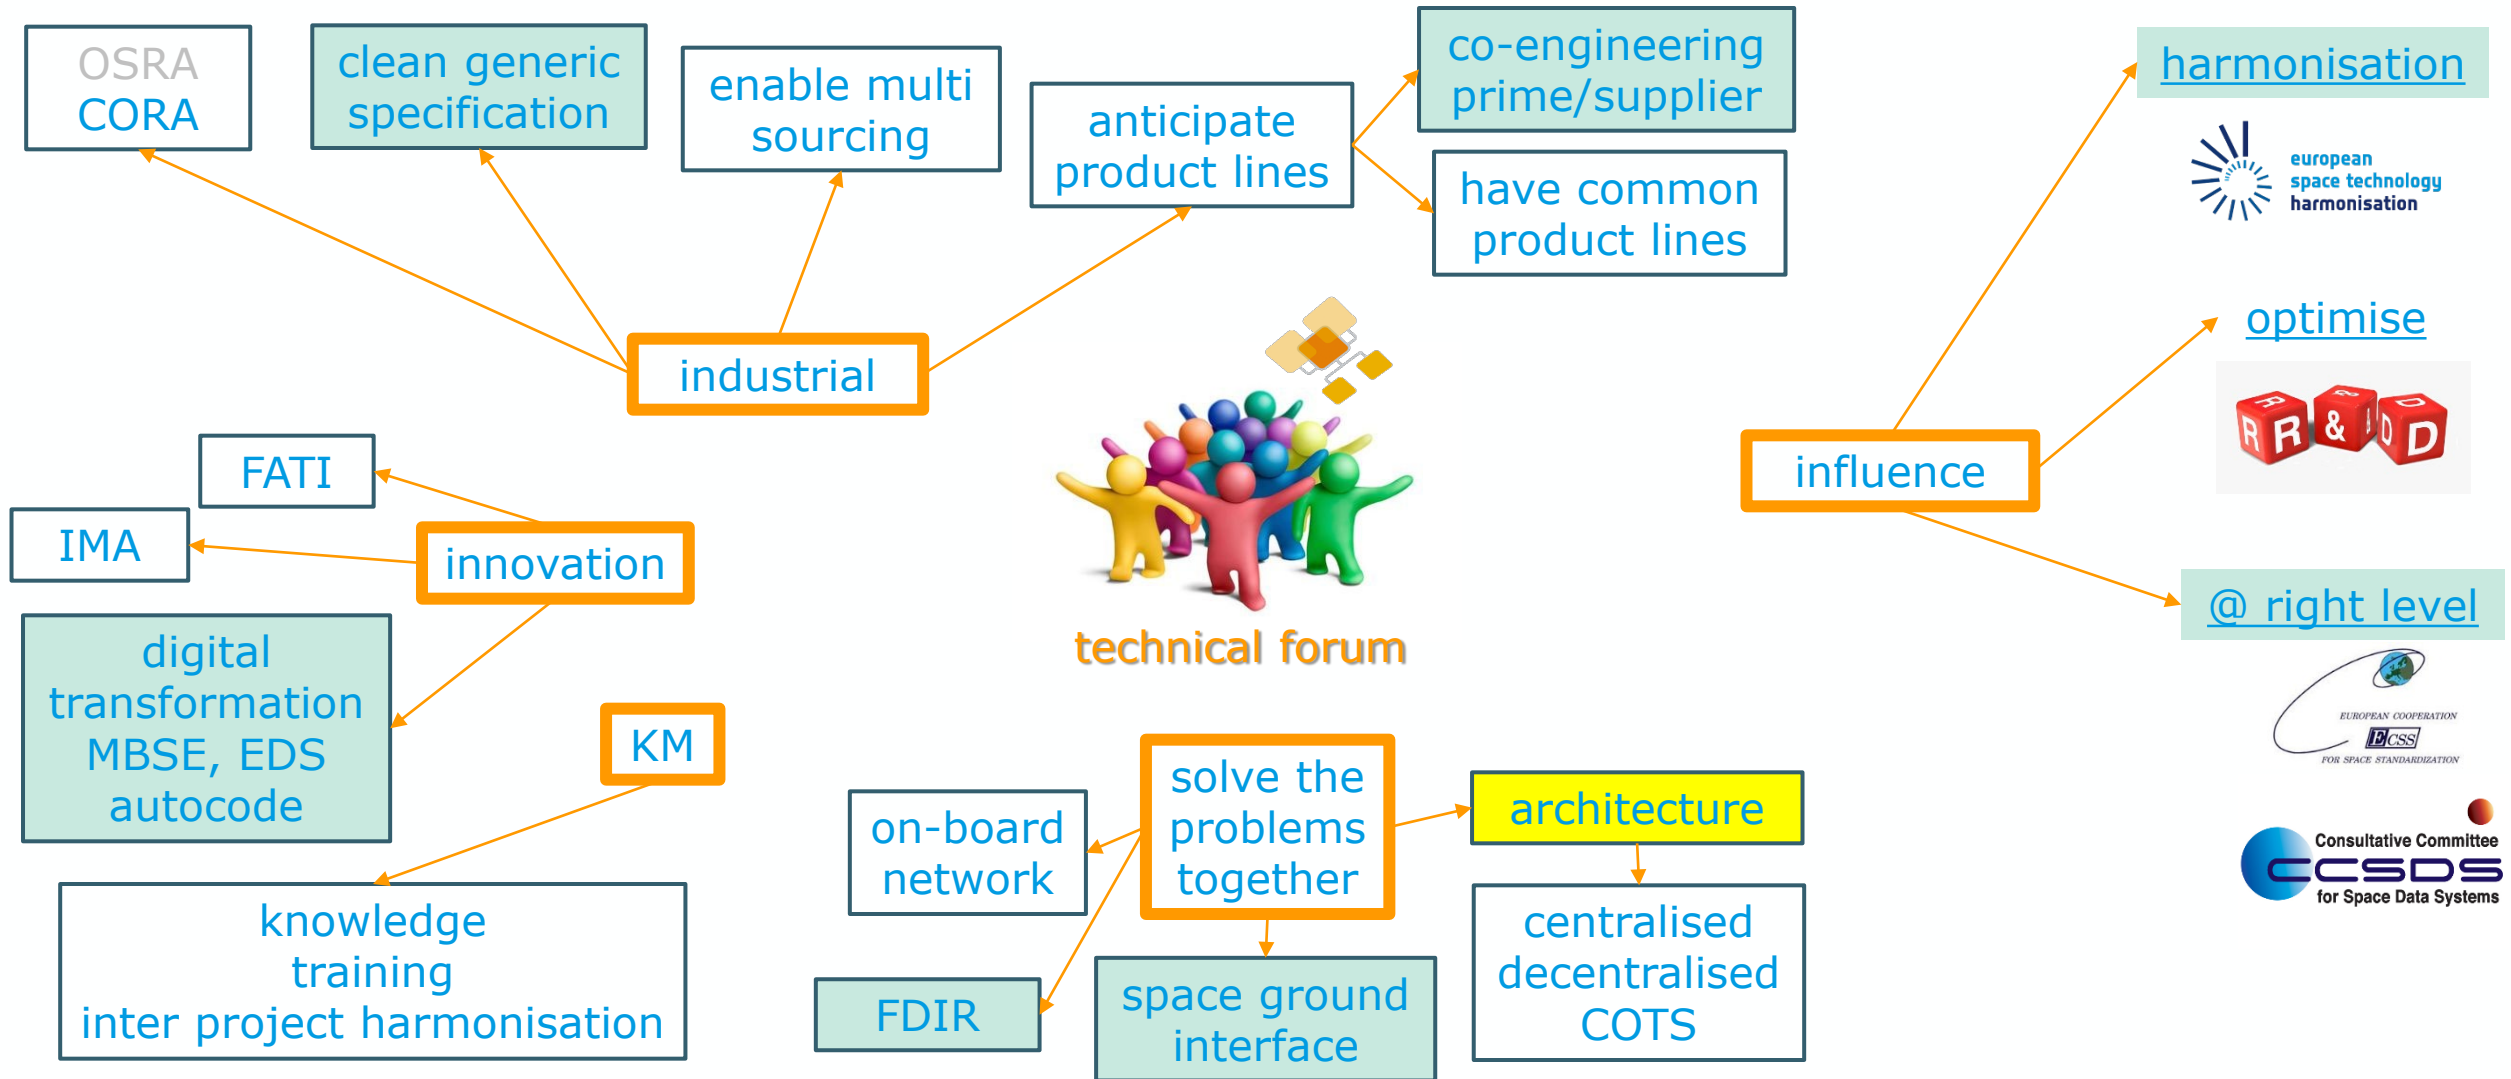 OSRA
CORA
clean generic
specification
enable multi
sourcing
anticipate
product lines
co-engineering
prime/supplier
have common
product lines
harmonisation
european
space technology
harmonisation
industrial
optimise
R R & D D
FATI
IMA
innovation
influence
digital
transformation
MBSE, EDS
autocode
technical forum
@ right level
EUROPEAN COOPERATION
ECSS
FOR SPACE STANDARDIZATION
KM
solve the
problems
together
on-board
network
architecture
Consultative Committee
CCSDS
for Space Data Systems
knowledge
training
inter project harmonisation
FDIR
space ground
interface
centralised
decentralised
COTS